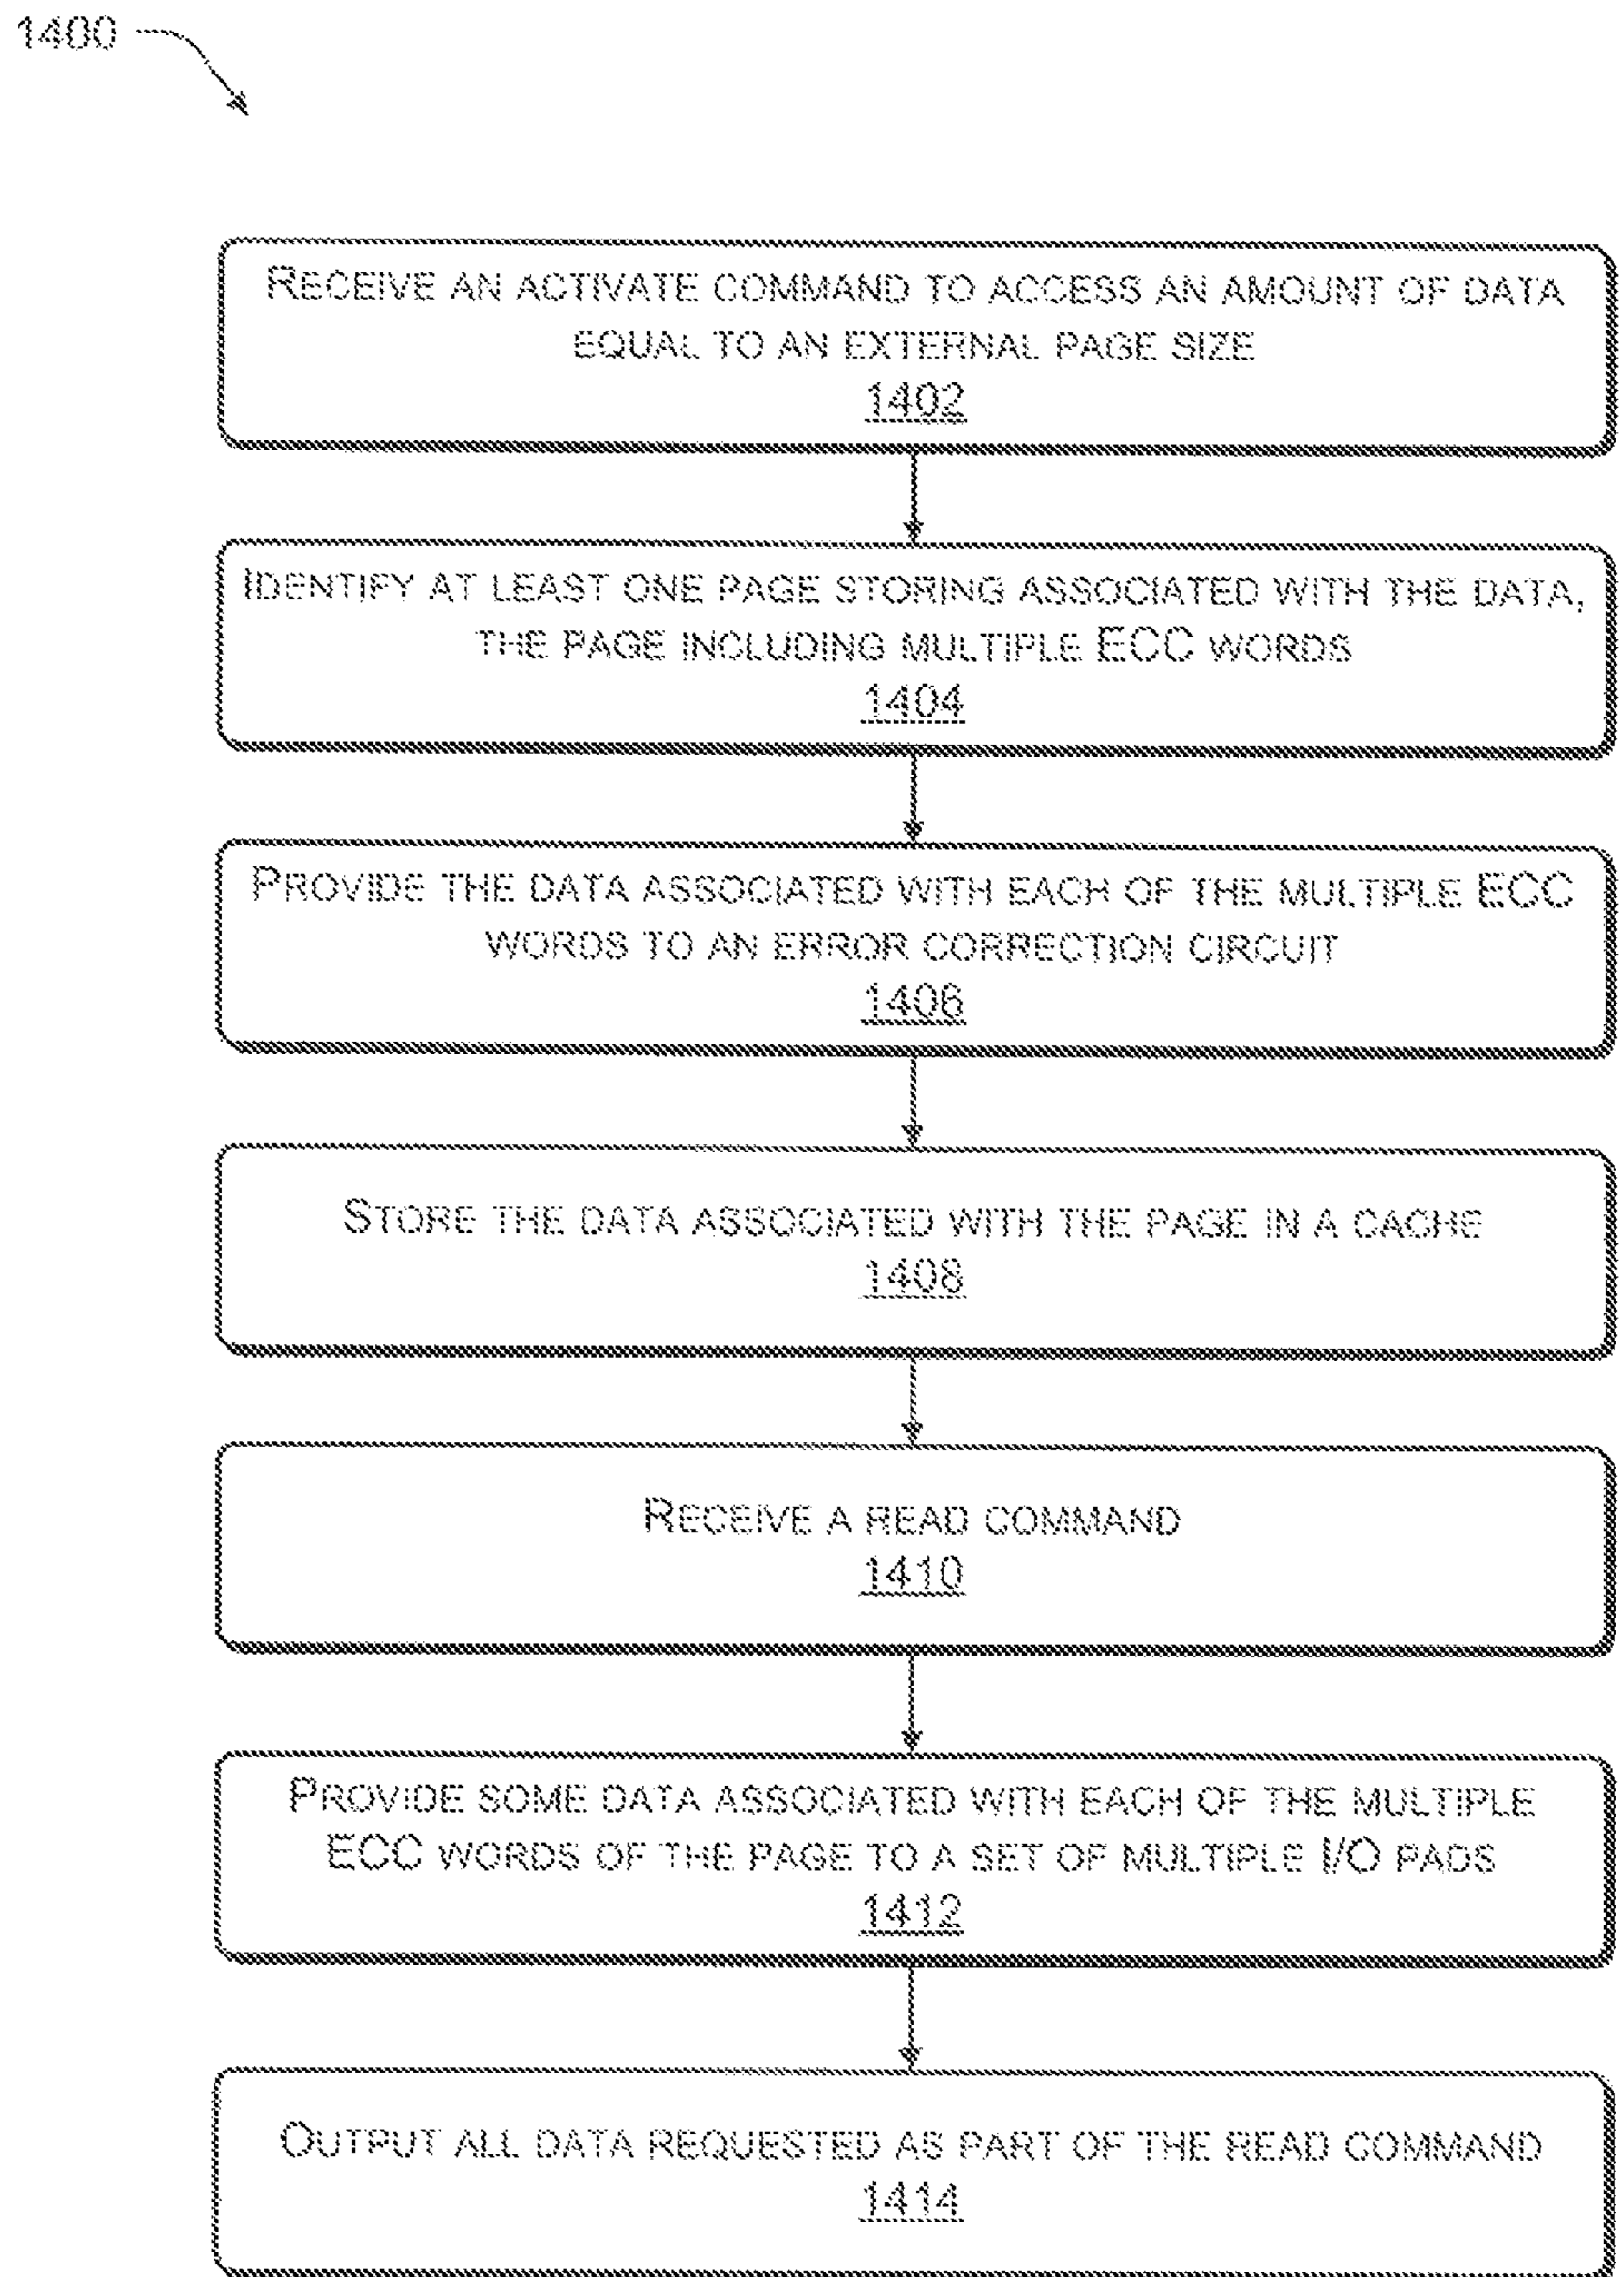 1400
RECEIVE AN ACTIVATE COMMAND TO ACCESS AN AMOUNT OF DATA
EQUAL TO AN EXTERNAL PAGE SIZE
1402
IDENTIFY AT LEAST ONE PAGE STORING ASSOCIATED WITH THE DATA,
THE PAGE INCLUDING MULTIPLE ECC WORDS
1404
PROVIDE THE DATA ASSOCIATED WITH EACH OF THE MULTIPLE ECC
WORDS TO AN ERROR CORRECTION CIRCUIT
1406
STORE THE DATA ASSOCIATED WITH THE PAGE IN A CACHE
1408
RECEIVE A READ COMMAND
1410
PROVIDE SOME DATA ASSOCIATED WITH EACH OF THE MULTIPLE
ECC WORDS OF THE PAGE TO A SET OF MULTIPLE I/O PADS
1412
OUTPUT ALL DATA REQUESTED AS PART OF THE READ COMMAND
1414